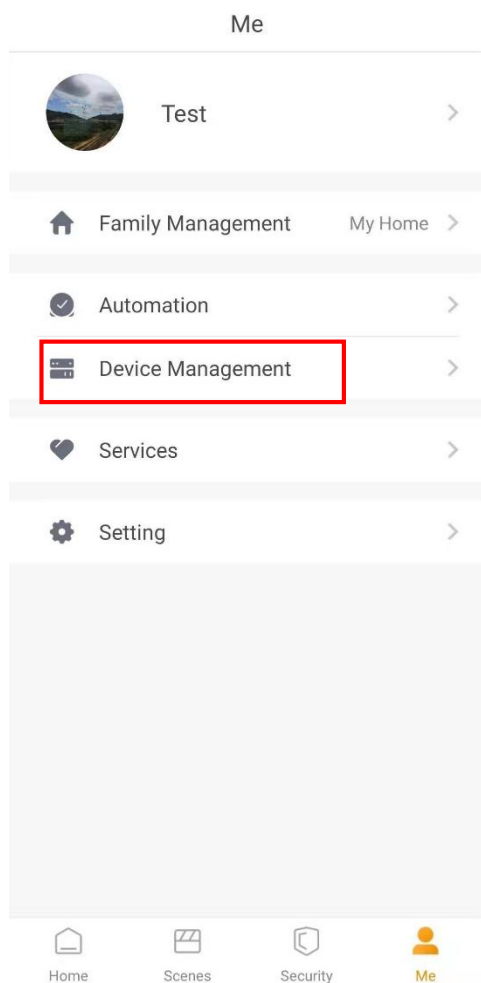 Me
Test
Family Management My Home
Automation
Device Management
Services
Setting
Home Scenes Security Me